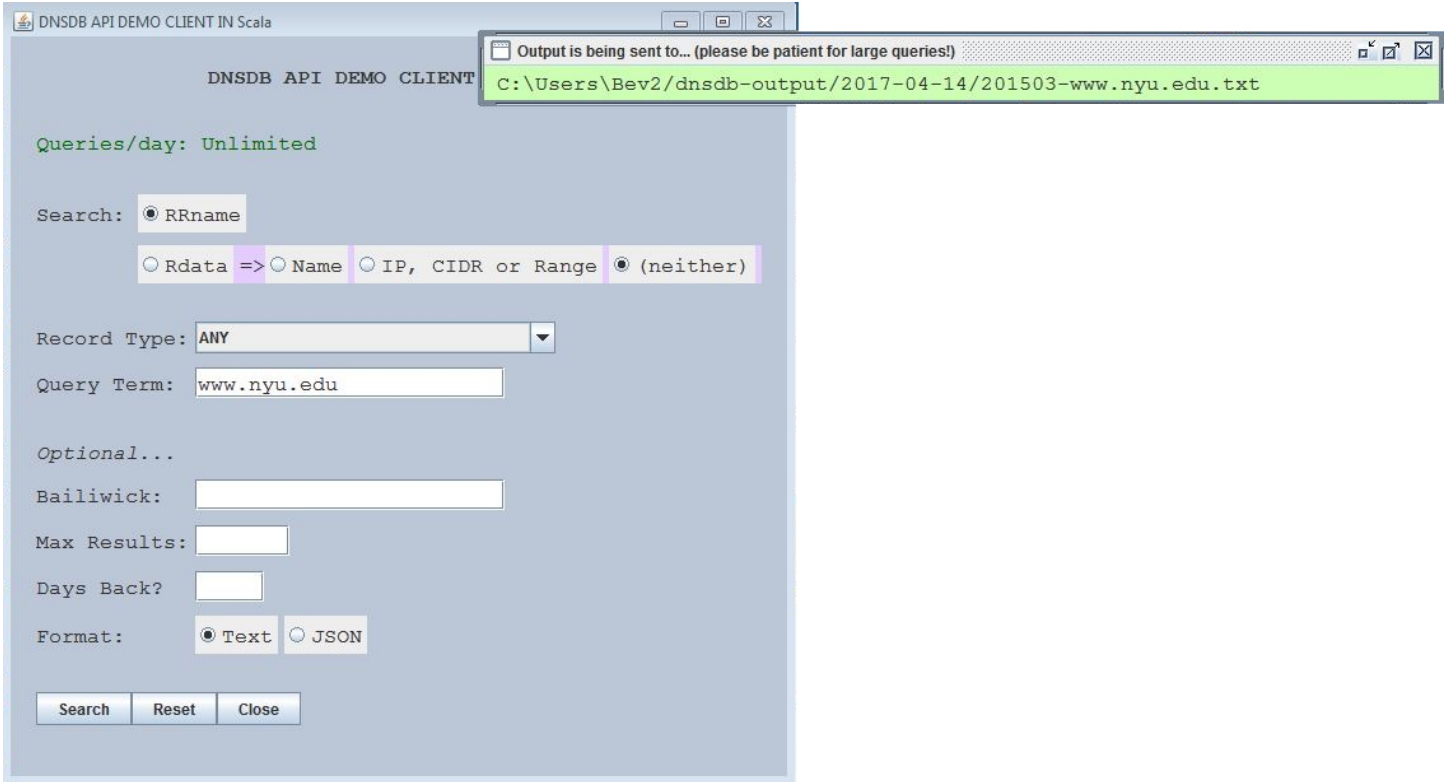 DNSDB API DEMO CLIENT IN Scala
Output is being sent to... (please be patient for large queries!)
C:\Users\Bev2/dnsdb-output/2017-04-14/201503-www.nyu.edu.txt
DNSDB API DEMO CLIENT
Queries/day: Unlimited
Search: RRname
Rdata => Name IP, CIDR or Range (neither)
Record Type: ANY
Query Term: www.nyu.edu
Optional...
Bailiwick:
Max Results:
Days Back?
Format: Text JSON
Search Reset Close